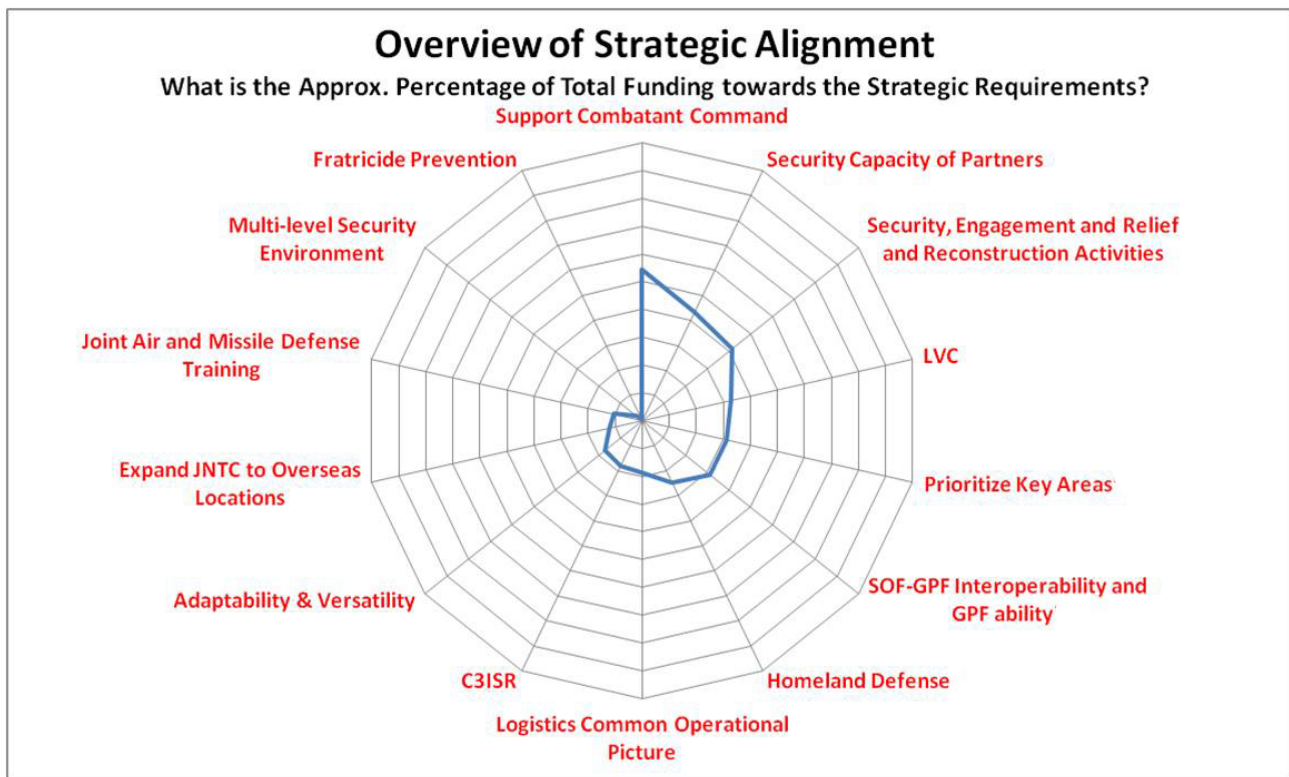 Overview of Strategic Alignment
What is the Approx. Percentage of Total Funding towards the Strategic Requirements?
Support Combatant Command
Fratricide Prevention
Security Capacity of Partners
Multi-level Security
Environment
Security, Engagement and Relief
and Reconstruction Activities
Joint Air and Missile Defense
Training
LVC
Expand JNTC to Overseas
Locations
Prioritize Key Areas
Adaptability & Versatility
SOF-GPF Interoperability and
GPF ability
C3ISR
Homeland Defense
Logistics Common Operational
Picture